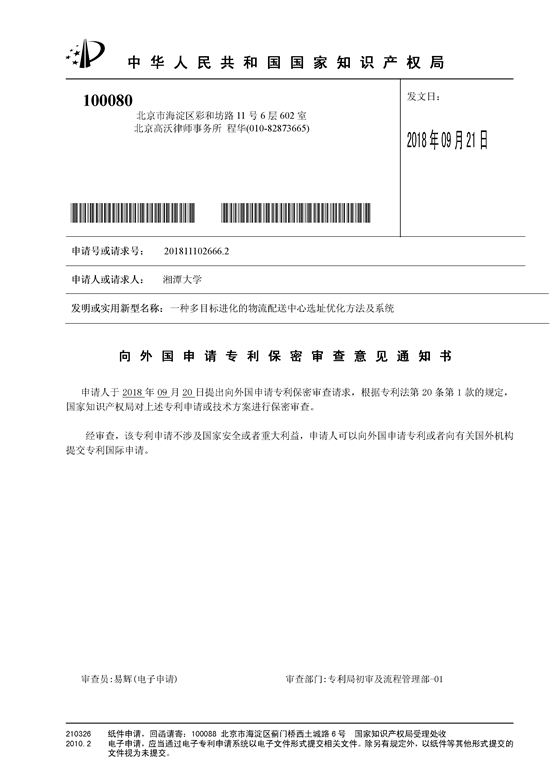 中华人民共和国国家知识产权局
100080
北京市海淀区彩和坊路 11 号 6 层 602 室
北京高沃律师事务所 程华(010-82873665)
发文日:
2018 年 09 月 21 日
申请号或请求号: 201811102666.2
申请人或请求人: 湘潭大学
发明或实用新型名称: 一种多目标进化的物流配送中心选址优化方法及系统
向外国申请专利保密审查意见通知书
申请人于 2018 年 09 月 20 日提出向外国申请专利保密审查请求，根据专利法第 20 条第 1 款的规定，
国家知识产权局对上述专利申请或技术方案进行保密审查。
经审查，该专利申请不涉及国家安全或者重大利益，申请人可以向外国申请专利或者向有关国外机构
提交专利国际申请。
审查员:易辉(电子申请)
审查部门:专利局初审及流程管理部-01
210326 纸件申请，回函请寄：100088 北京市海淀区蓟门桥西土城路 6 号 国家知识产权局受理处收
2010.2 电子申请，应当通过电子专利申请系统以电子文件形式提交相关文件。除另有规定外，以纸件等其他形式提交的
文件视为未提交。